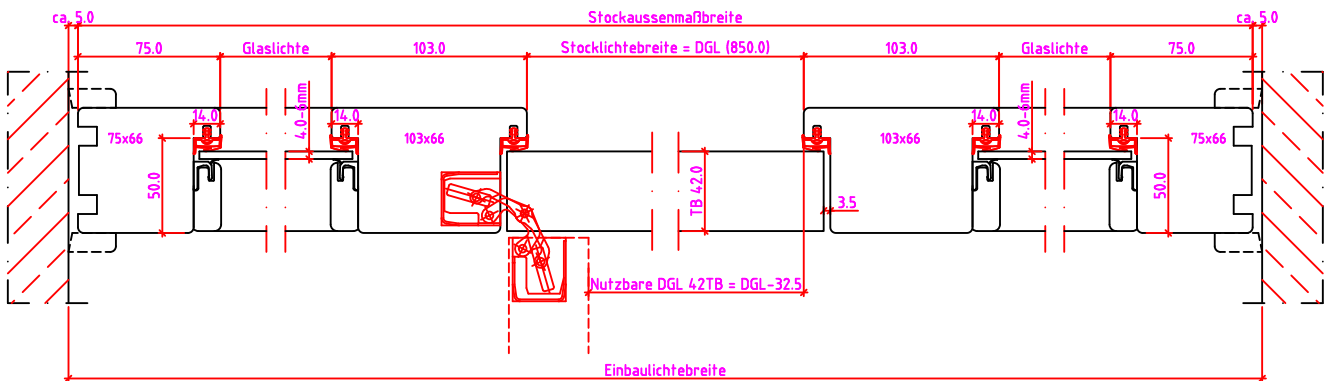 ca. 5.0
Stockaussenmaßbreite
ca. 5.0
75.0
Glaslichte
103.0
Stocklichtebreite = DGL (850.0)
103.0
Glaslichte
75.0
14.0
4.0-6mm
14.0
14.0
4.0-6mm
14.0
75x66
103x66
103x66
75x66
50.0
TB 42.0
3.5
50.0
Nutzbare DGL 42TB = DGL-32.5
Einbaulichtebreite